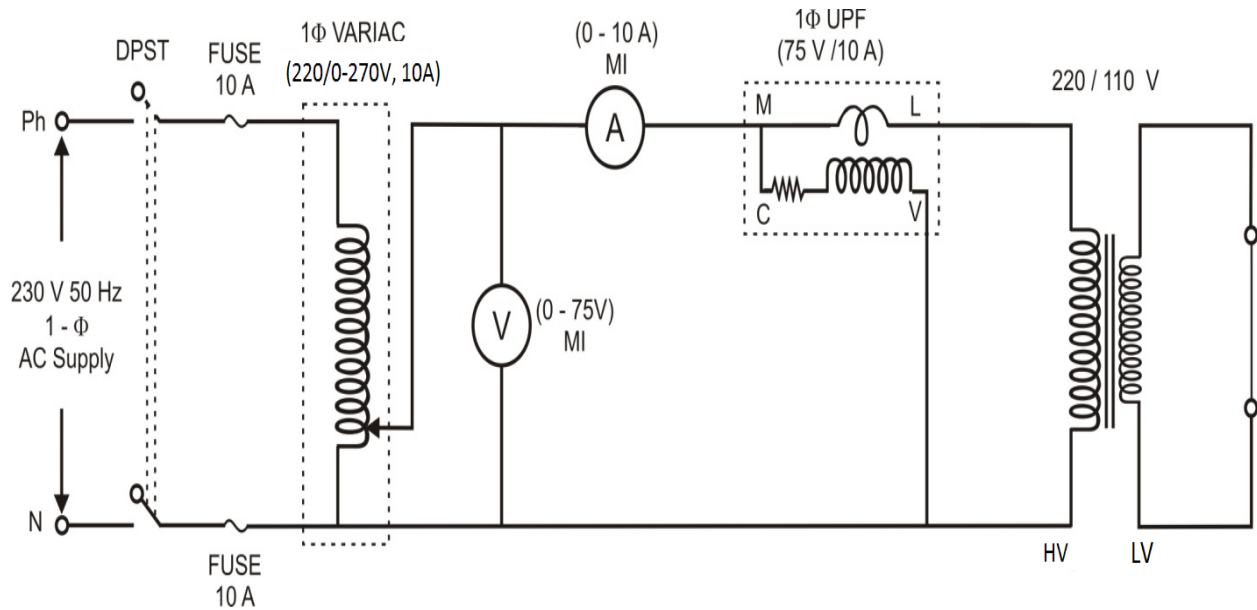 DPST
FUSE
10 A
1Φ VARIAC
(220/0-270V, 10A)
(0 - 10 A)
MI
1Φ UPF
(75 V /10 A)
220 / 110 V
Ph
A
M
L
C
V
230 V 50 Hz
1 - Φ
AC Supply
V
(0 - 75V)
MI
N
FUSE
10 A
HV
LV